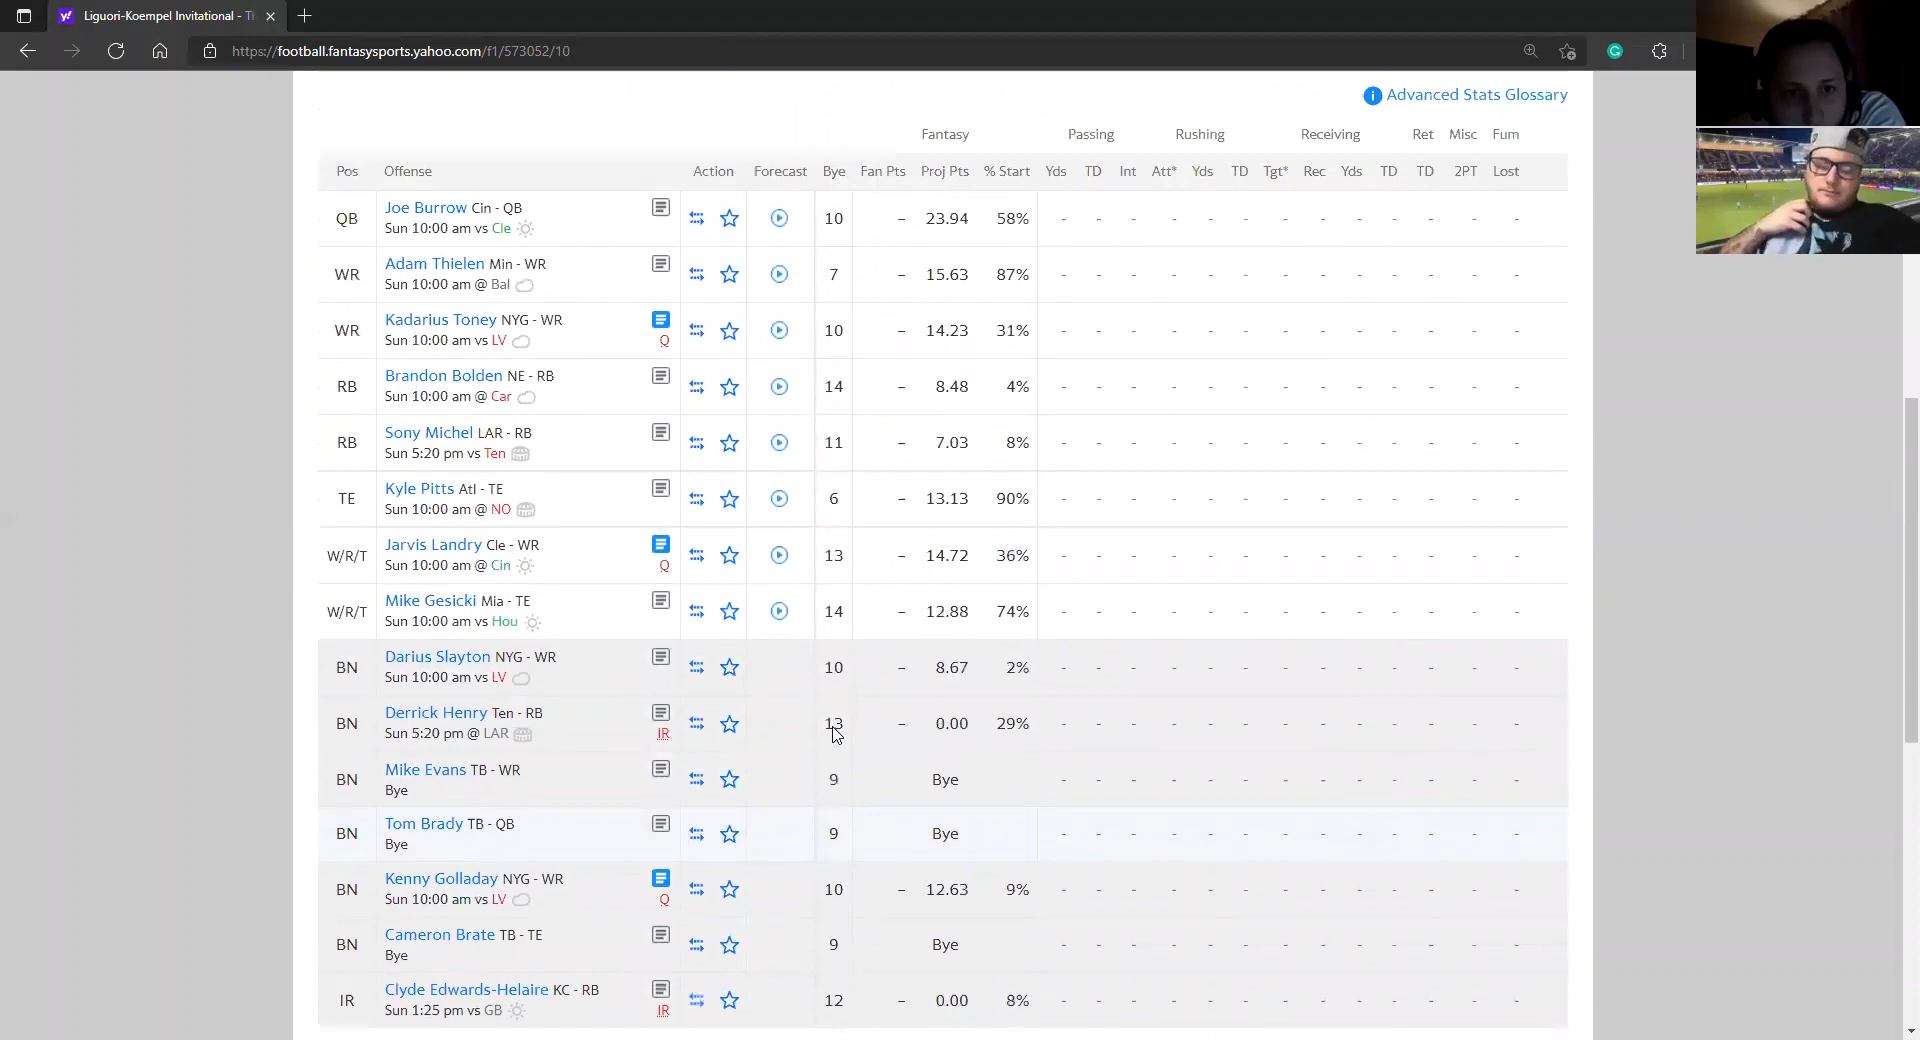 Liguori-Koempel Invitational - Th
https://football.fantasysports.yahoo.com/f1/573052/10
Advanced Stats Glossary
Fantasy Passing Rushing Receiving Ret Misc Fum
Pos Offense Action Forecast Bye Fan Pts Proj Pts % Start Yds TD Int Att* Yds TD Tgt* Rec Yds TD TD 2PT Lost
QB Joe Burrow Cin - QB 10 – 23.94 58% - - - - - - - - - - - - -
Sun 10:00 am vs Cle
WR Adam Thielen Min - WR 7 – 15.63 87% - - - - - - - - - - - - -
Sun 10:00 am @ Bal
WR Kadarius Toney NYG - WR 10 – 14.23 31% - - - - - - - - - - - - -
Sun 10:00 am vs LV Q
RB Brandon Bolden NE - RB 14 – 8.48 4% - - - - - - - - - - - - -
Sun 10:00 am @ Car
RB Sony Michel LAR - RB 11 – 7.03 8% - - - - - - - - - - - - -
Sun 5:20 pm vs Ten
TE Kyle Pitts Atl - TE 6 – 13.13 90% - - - - - - - - - - - - -
Sun 10:00 am @ NO
W/R/T Jarvis Landry Cle - WR 13 – 14.72 36% - - - - - - - - - - - - -
Sun 10:00 am @ Cin Q
W/R/T Mike Gesicki Mia - TE 14 – 12.88 74% - - - - - - - - - - - - -
Sun 10:00 am vs Hou
BN Darius Slayton NYG - WR 10 – 8.67 2% - - - - - - - - - - - - -
Sun 10:00 am vs LV
BN Derrick Henry Ten - RB 13 – 0.00 29% - - - - - - - - - - - - -
Sun 5:20 pm @ LAR IR
BN Mike Evans TB - WR 9 Bye - - - - - - - - - - - - -
Bye
BN Tom Brady TB - QB 9 Bye - - - - - - - - - - - - -
Bye
BN Kenny Golladay NYG - WR 10 – 12.63 9% - - - - - - - - - - - - -
Sun 10:00 am vs LV Q
BN Cameron Brate TB - TE 9 Bye - - - - - - - - - - - - -
Bye
IR Clyde Edwards-Helaire KC - RB 12 – 0.00 8% - - - - - - - - - - - - -
Sun 1:25 pm vs GB IR